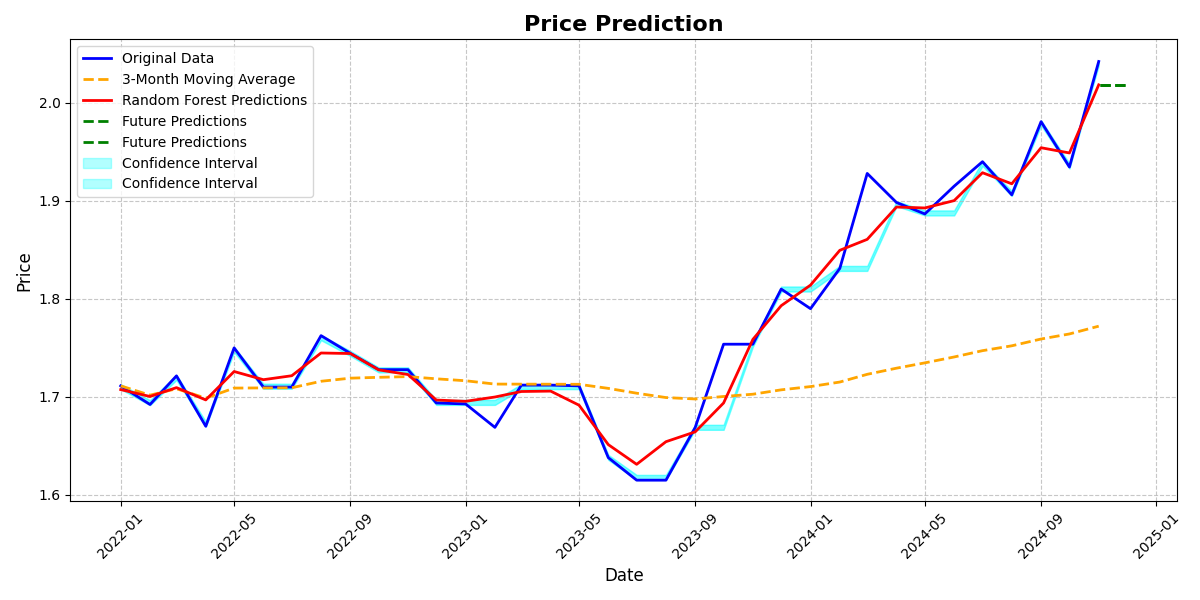 Price Prediction
Original Data
3-Month Moving Average
Random Forest Predictions
Future Predictions
Future Predictions
Confidence Interval
Confidence Interval
Price
2.0
1.9
1.8
1.7
1.6
2022-01
2022-05
2022-09
2023-01
2023-05
2023-09
2024-01
2024-05
2024-09
2025-01
Date